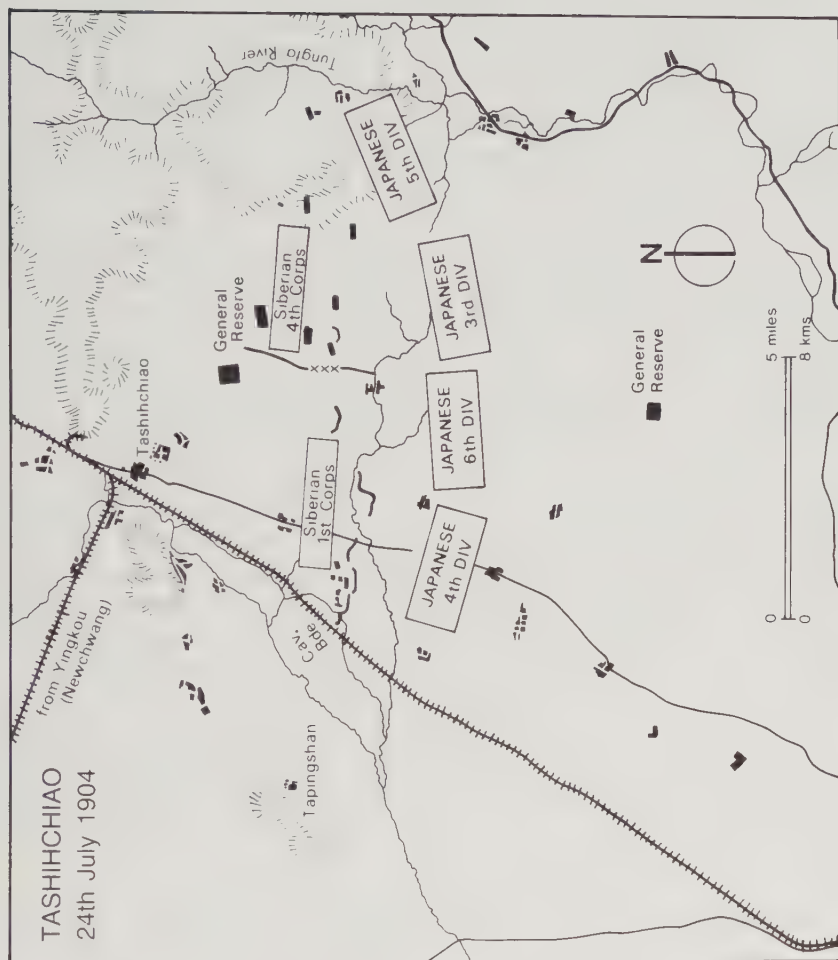 TASHIHCHIAO
24th July 1904
from Yingkou
(Newchwang)
Tashihchiao
Tungta River
General
Reserve
Siberian
4th Corps
Siberian
1st Corps
Cav.
Bde
Tapingshan
JAPANESE
5th DIV
JAPANESE
3rd DIV
JAPANESE
6th DIV
JAPANESE
4th DIV
General
Reserve
N
0
5 miles
0
8 kms